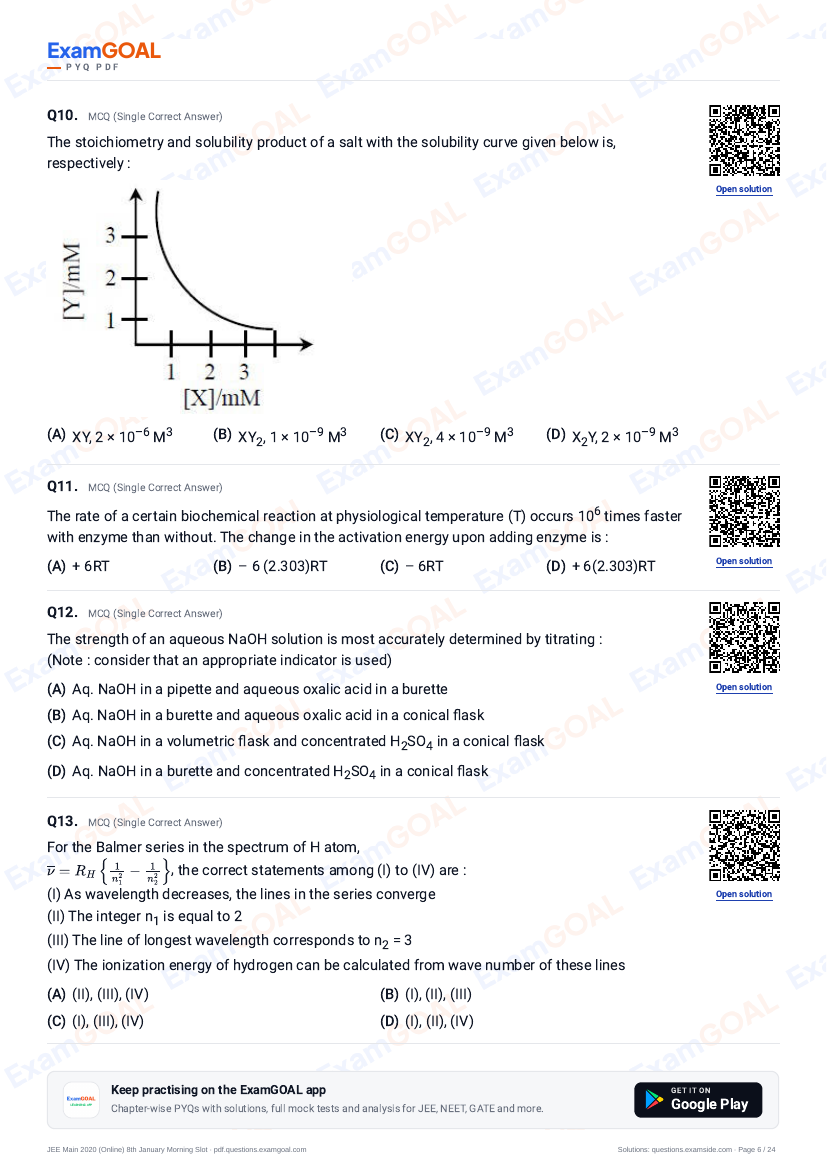 ExamGOAL
PYQ PDF
Q10. MCQ (Single Correct Answer)
The stoichiometry and solubility product of a salt with the solubility curve given below is,
respectively :
Open solution
[Y]/mM
3
2
1
1 2 3
[X]/mM
(A) XY, 2 × 10⁻⁶ M³ (B) XY₂, 1 × 10⁻⁹ M³ (C) XY₂, 4 × 10⁻⁹ M³ (D) X₂Y, 2 × 10⁻⁹ M³
Q11. MCQ (Single Correct Answer)
The rate of a certain biochemical reaction at physiological temperature (T) occurs 10⁶ times faster
with enzyme than without. The change in the activation energy upon adding enzyme is :
Open solution
(A) + 6RT (B) − 6 (2.303)RT (C) − 6RT (D) + 6(2.303)RT
Q12. MCQ (Single Correct Answer)
The strength of an aqueous NaOH solution is most accurately determined by titrating :
(Note : consider that an appropriate indicator is used)
Open solution
(A) Aq. NaOH in a pipette and aqueous oxalic acid in a burette
(B) Aq. NaOH in a burette and aqueous oxalic acid in a conical flask
(C) Aq. NaOH in a volumetric flask and concentrated H₂SO₄ in a conical flask
(D) Aq. NaOH in a burette and concentrated H₂SO₄ in a conical flask
Q13. MCQ (Single Correct Answer)
For the Balmer series in the spectrum of H atom,
ν̅ = R_H {1/n₁² − 1/n₂²}, the correct statements among (I) to (IV) are :
(I) As wavelength decreases, the lines in the series converge
Open solution
(II) The integer n₁ is equal to 2
(III) The line of longest wavelength corresponds to n₂ = 3
(IV) The ionization energy of hydrogen can be calculated from wave number of these lines
(A) (II), (III), (IV) (B) (I), (II), (III)
(C) (I), (III), (IV) (D) (I), (II), (IV)
ExamGOAL
Keep practising on the ExamGOAL app
Chapter-wise PYQs with solutions, full mock tests and analysis for JEE, NEET, GATE and more.
GET IT ON
Google Play
JEE Main 2020 (Online) 8th January Morning Slot · pdf.questions.examgoal.com Solutions: questions.examside.com · Page 6 / 24